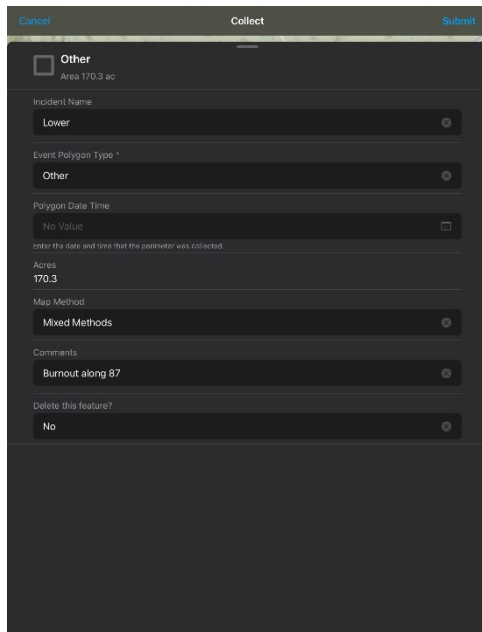 Cancel Collect Submit
Other
Area 170.3 ac
Incident Name
Lower
Event Polygon Type *
Other
Polygon Date Time
No Value
Enter the date and time that the perimeter was collected.
Acres
170.3
Map Method
Mixed Methods
Comments
Burnout along 87
Delete this feature?
No